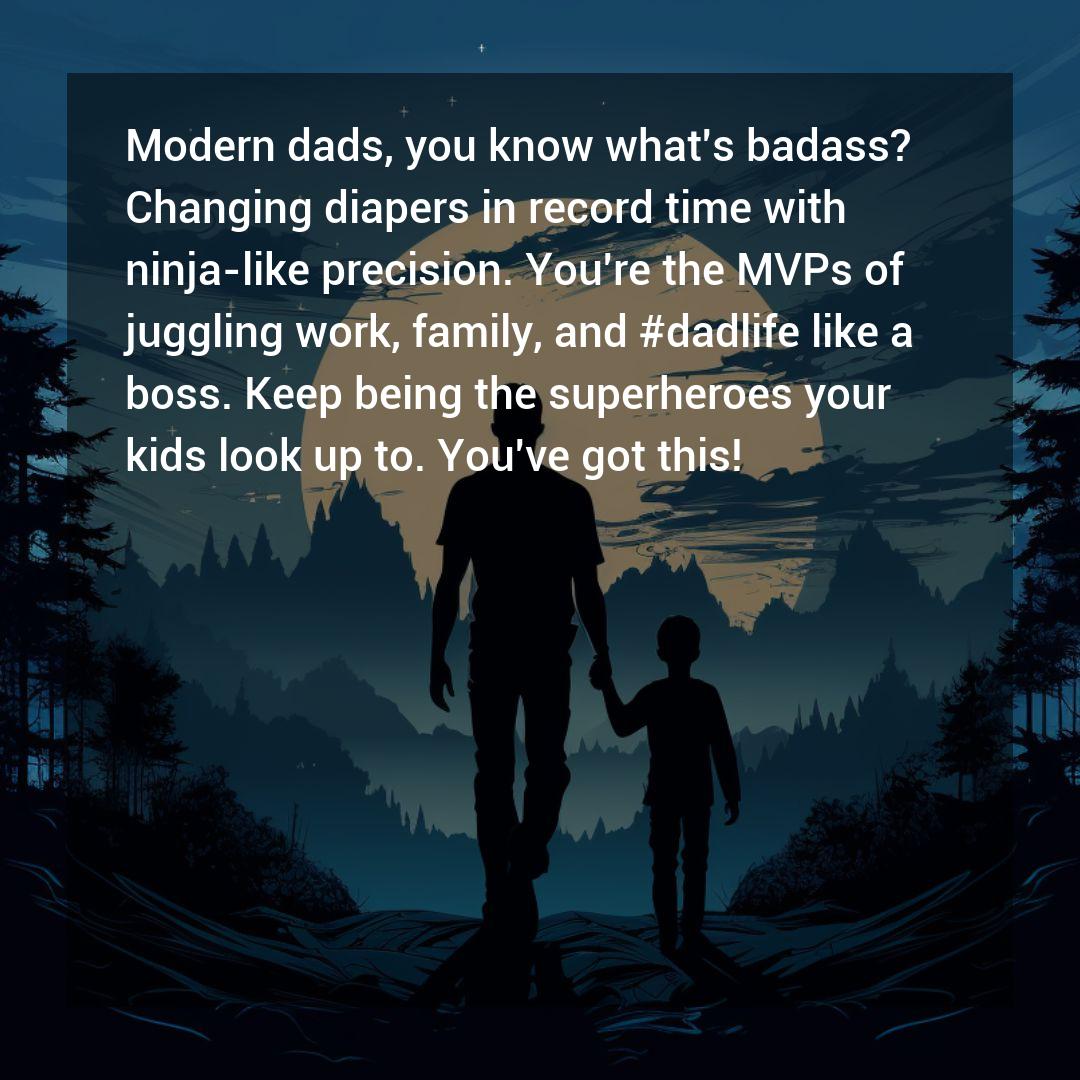 Modern dads, you know what's badass?
Changing diapers in record time with
ninja-like precision. You're the MVPs of
juggling work, family, and #dadlife like a
boss. Keep being the superheroes your
kids look up to. You've got this!